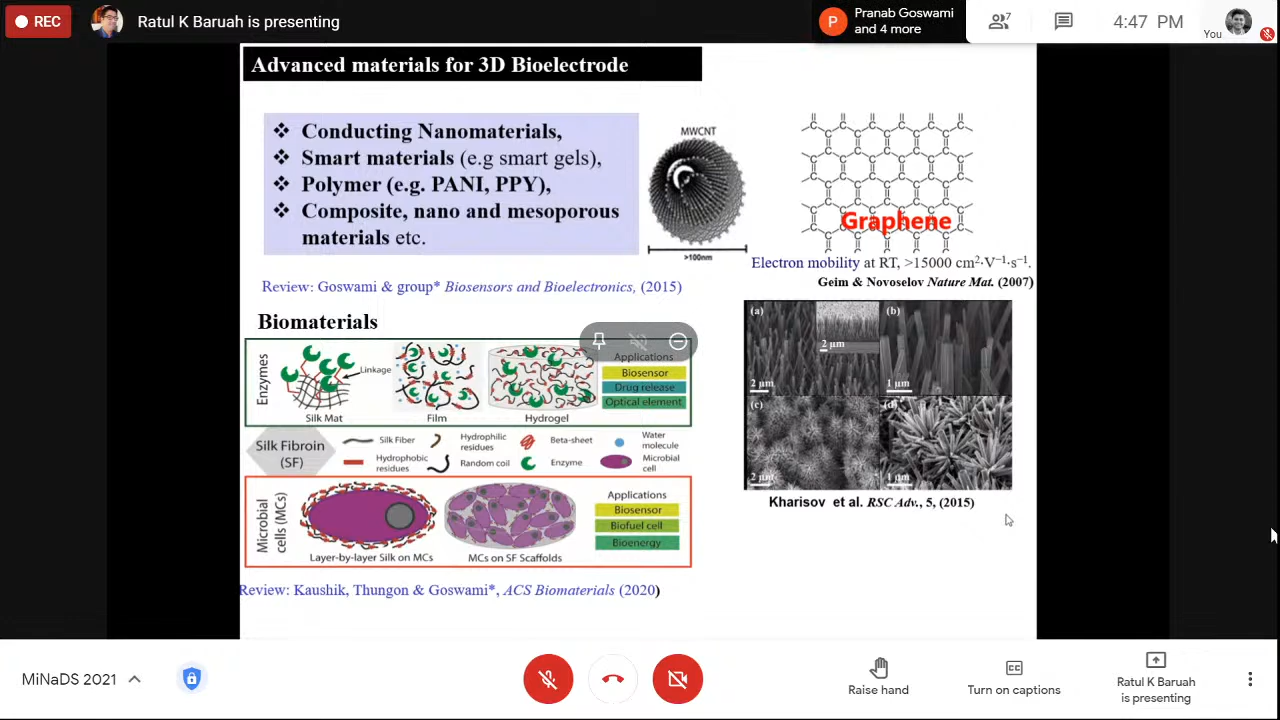 REC
Ratul K Baruah is presenting
P
Pranab Goswami
and 4 more
7
4:47 PM
You
Advanced materials for 3D Bioelectrode
❖ Conducting Nanomaterials,
❖ Smart materials (e.g smart gels),
❖ Polymer (e.g. PANI, PPY),
❖ Composite, nano and mesoporous
materials etc.
MWCNT
>100nm
Graphene
Electron mobility at RT, >15000 cm²·V⁻¹·s⁻¹.
Geim & Novoselov Nature Mat. (2007)
Review: Goswami & group* Biosensors and Bioelectronics, (2015)
Biomaterials
Enzymes
Linkage
Silk Mat
Film
Hydrogel
Applications
Biosensor
Drug release
Optical element
Silk Fibroin
(SF)
Silk Fiber
Hydrophilic
residues
Beta-sheet
Water
molecule
Hydrophobic
residues
Random coil
Enzyme
Microbial
cell
Microbial
cells (MCs)
Layer-by-layer Silk on MCs
MCs on SF Scaffolds
Applications
Biosensor
Biofuel cell
Bioenergy
Review: Kaushik, Thungon & Goswami*, ACS Biomaterials (2020)
(a)
2 μm
2 μm
(b)
1 μm
(c)
2 μm
(d)
1 μm
Kharisov et al. RSC Adv., 5, (2015)
MiNaDS 2021
Raise hand
CC
Turn on captions
Ratul K Baruah
is presenting